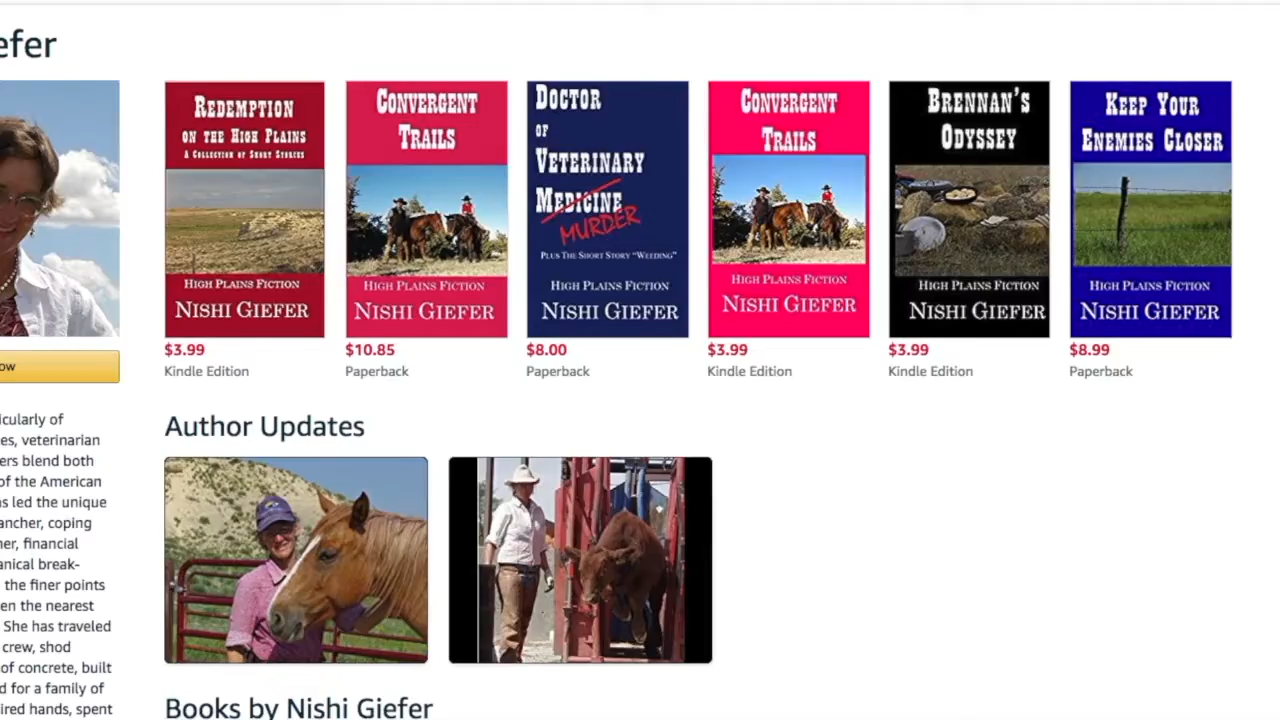 efer
REDEMPTION
ON THE HIGH PLAINS
A COLLECTION OF SHORT STORIES
HIGH PLAINS FICTION
NISHI GIEFER
$3.99
Kindle Edition
CONVERGENT
TRAILS
HIGH PLAINS FICTION
NISHI GIEFER
$10.85
Paperback
DOCTOR
OF
VETERINARY
MEDICINE
MURDER
PLUS THE SHORT STORY "WEEDING"
HIGH PLAINS FICTION
NISHI GIEFER
$8.00
Paperback
CONVERGENT
TRAILS
HIGH PLAINS FICTION
NISHI GIEFER
$3.99
Kindle Edition
BRENNAN'S
ODYSSEY
HIGH PLAINS FICTION
NISHI GIEFER
$3.99
Kindle Edition
KEEP YOUR
ENEMIES CLOSER
HIGH PLAINS FICTION
NISHI GIEFER
$8.99
Paperback
ow
icularly of
es, veterinarian
ers blend both
of the American
as led the unique
ancher, coping
ner, financial
anical break-
the finer points
en the nearest
She has traveled
crew, shod
of concrete, built
d for a family of
ired hands, spent
Author Updates
Books by Nishi Giefer